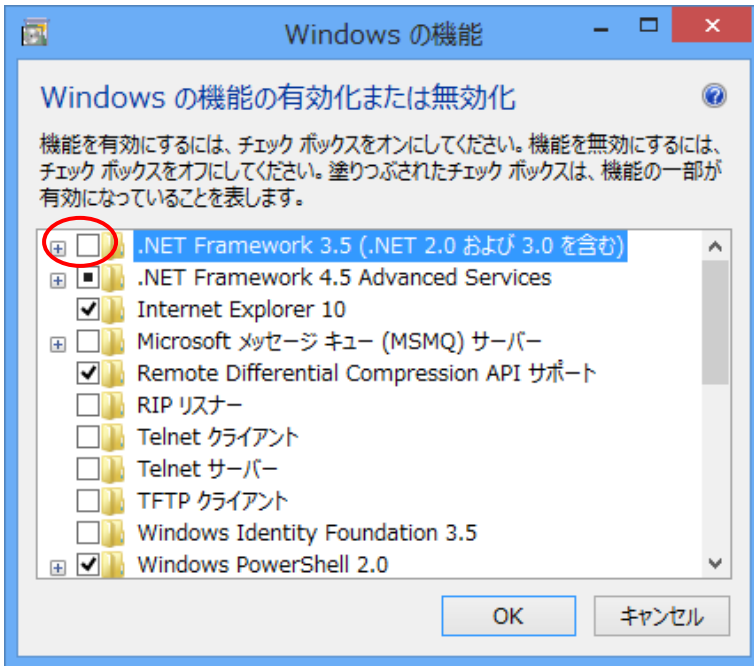 Windows の機能
Windows の機能の有効化または無効化
機能を有効にするには、チェック ボックスをオンにしてください。機能を無効にするには、
チェック ボックスをオフにしてください。塗りつぶされたチェック ボックスは、機能の一部が
有効になっていることを表します。
.NET Framework 3.5 (.NET 2.0 および 3.0 を含む)
.NET Framework 4.5 Advanced Services
Internet Explorer 10
Microsoft メッセージ キュー (MSMQ) サーバー
Remote Differential Compression API サポート
RIP リスナー
Telnet クライアント
Telnet サーバー
TFTP クライアント
Windows Identity Foundation 3.5
Windows PowerShell 2.0
OK キャンセル